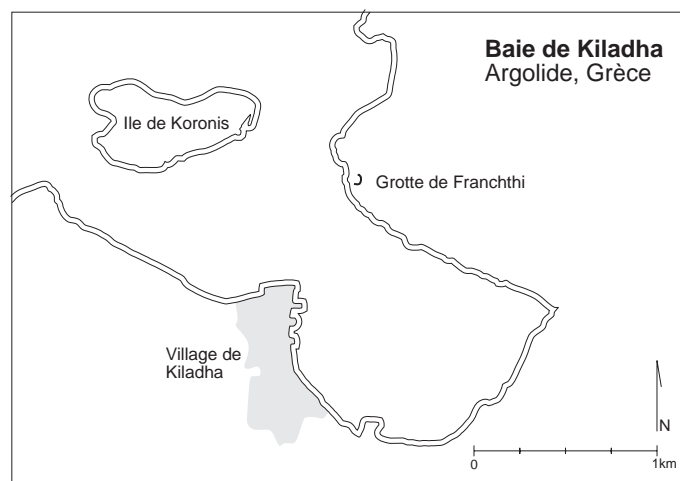 Baie de Kiladha
Argolide, Grèce
Ile de Koronis
Grotte de Franchthi
Village de
Kiladha
N
0
1km